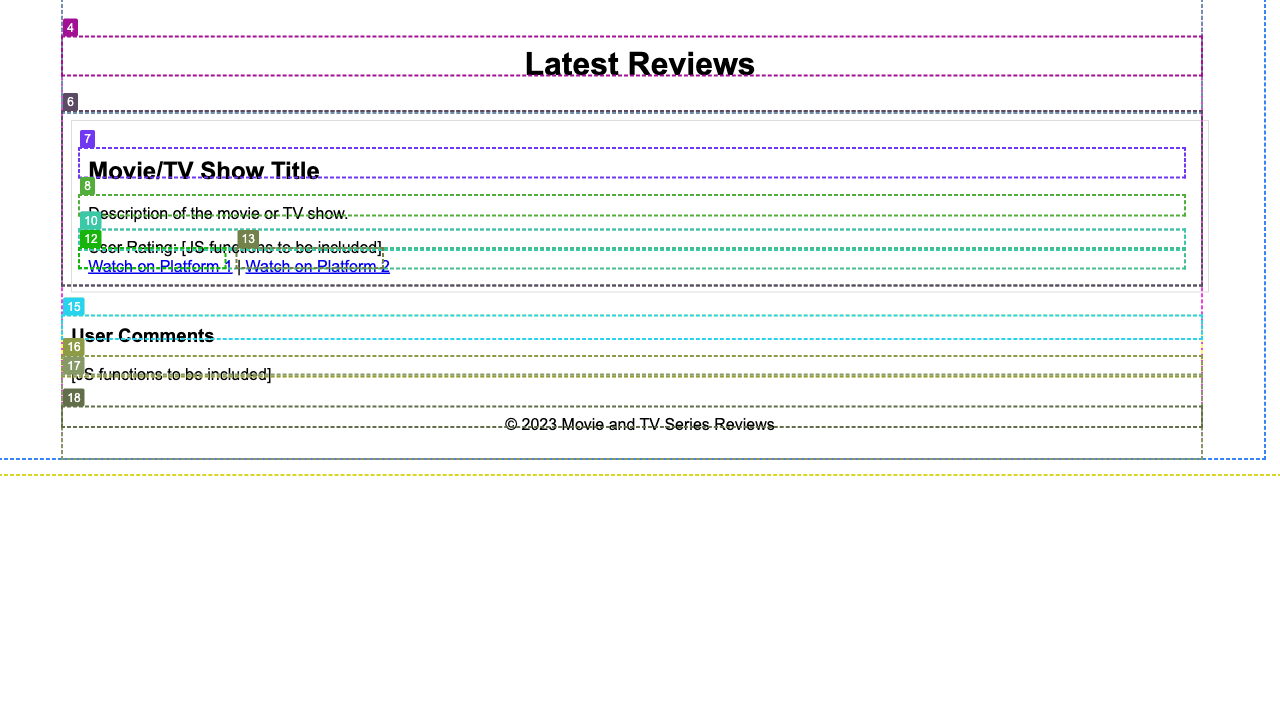 4
Latest Reviews
6
7
Movie/TV Show Title
8
Description of the movie or TV show.
10
12 13
User Rating: [JS functions to be included]
Watch on Platform 1 | Watch on Platform 2
15
User Comments
16
17
[JS functions to be included]
18
© 2023 Movie and TV Series Reviews